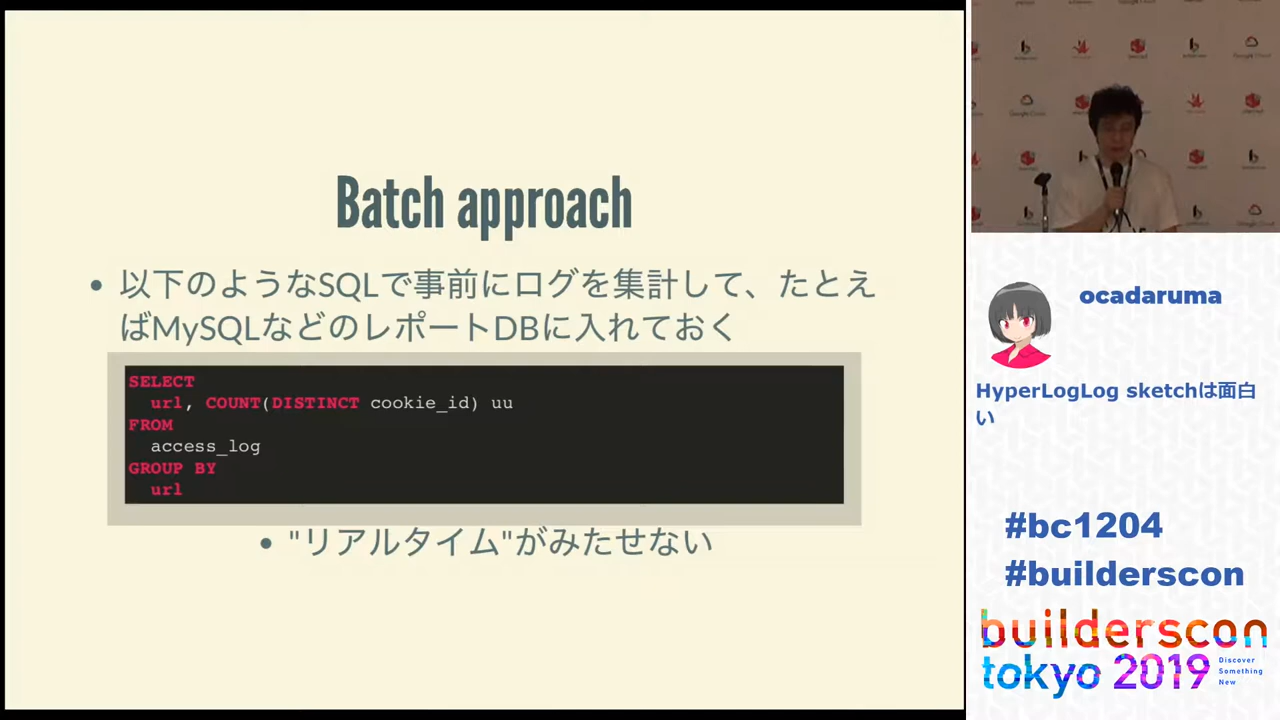 Batch approach
以下のようなSQLで事前にログを集計して、たとえ
ばMySQLなどのレポートDBに入れておく
SELECT
url, COUNT(DISTINCT cookie_id) uu
FROM
access_log
GROUP BY
url
"リアルタイム"がみたせない
ocadaruma
HyperLogLog sketchは面白
い
#bc1204
#builderscon
builderscon
tokyo 2019
Discover
Something
New